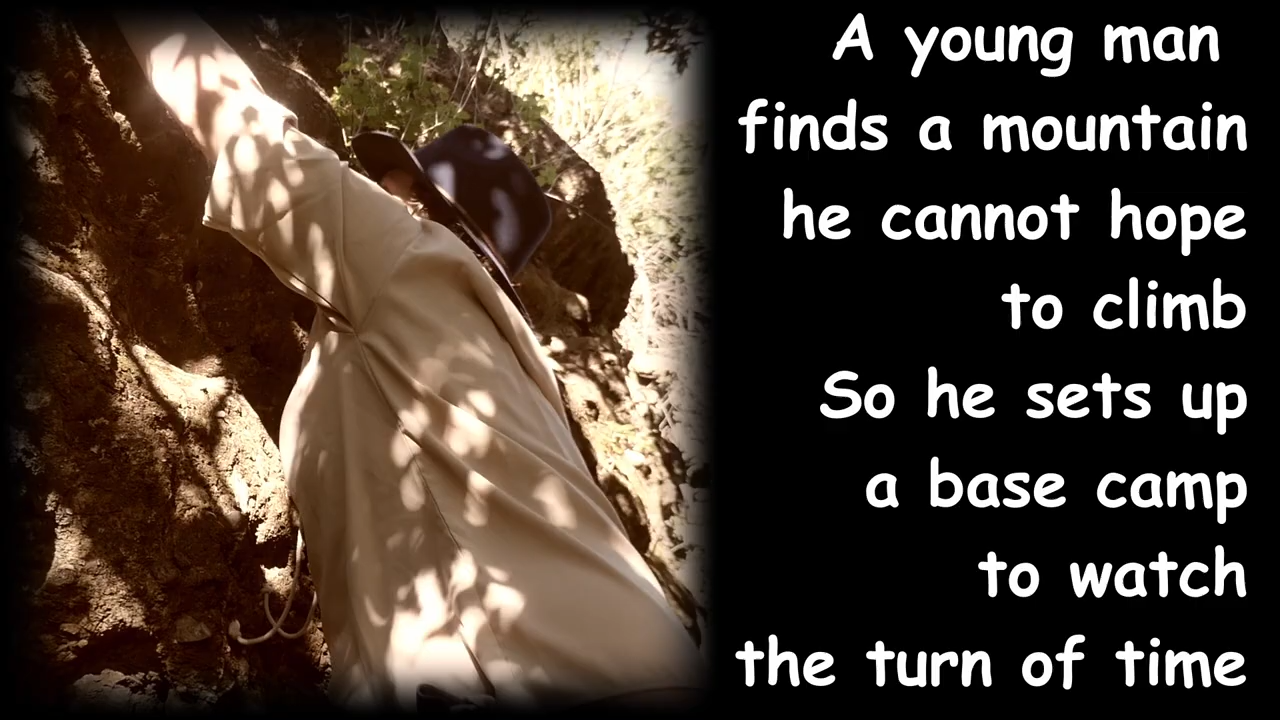 A young man
finds a mountain
he cannot hope
to climb
So he sets up
a base camp
to watch
the turn of time